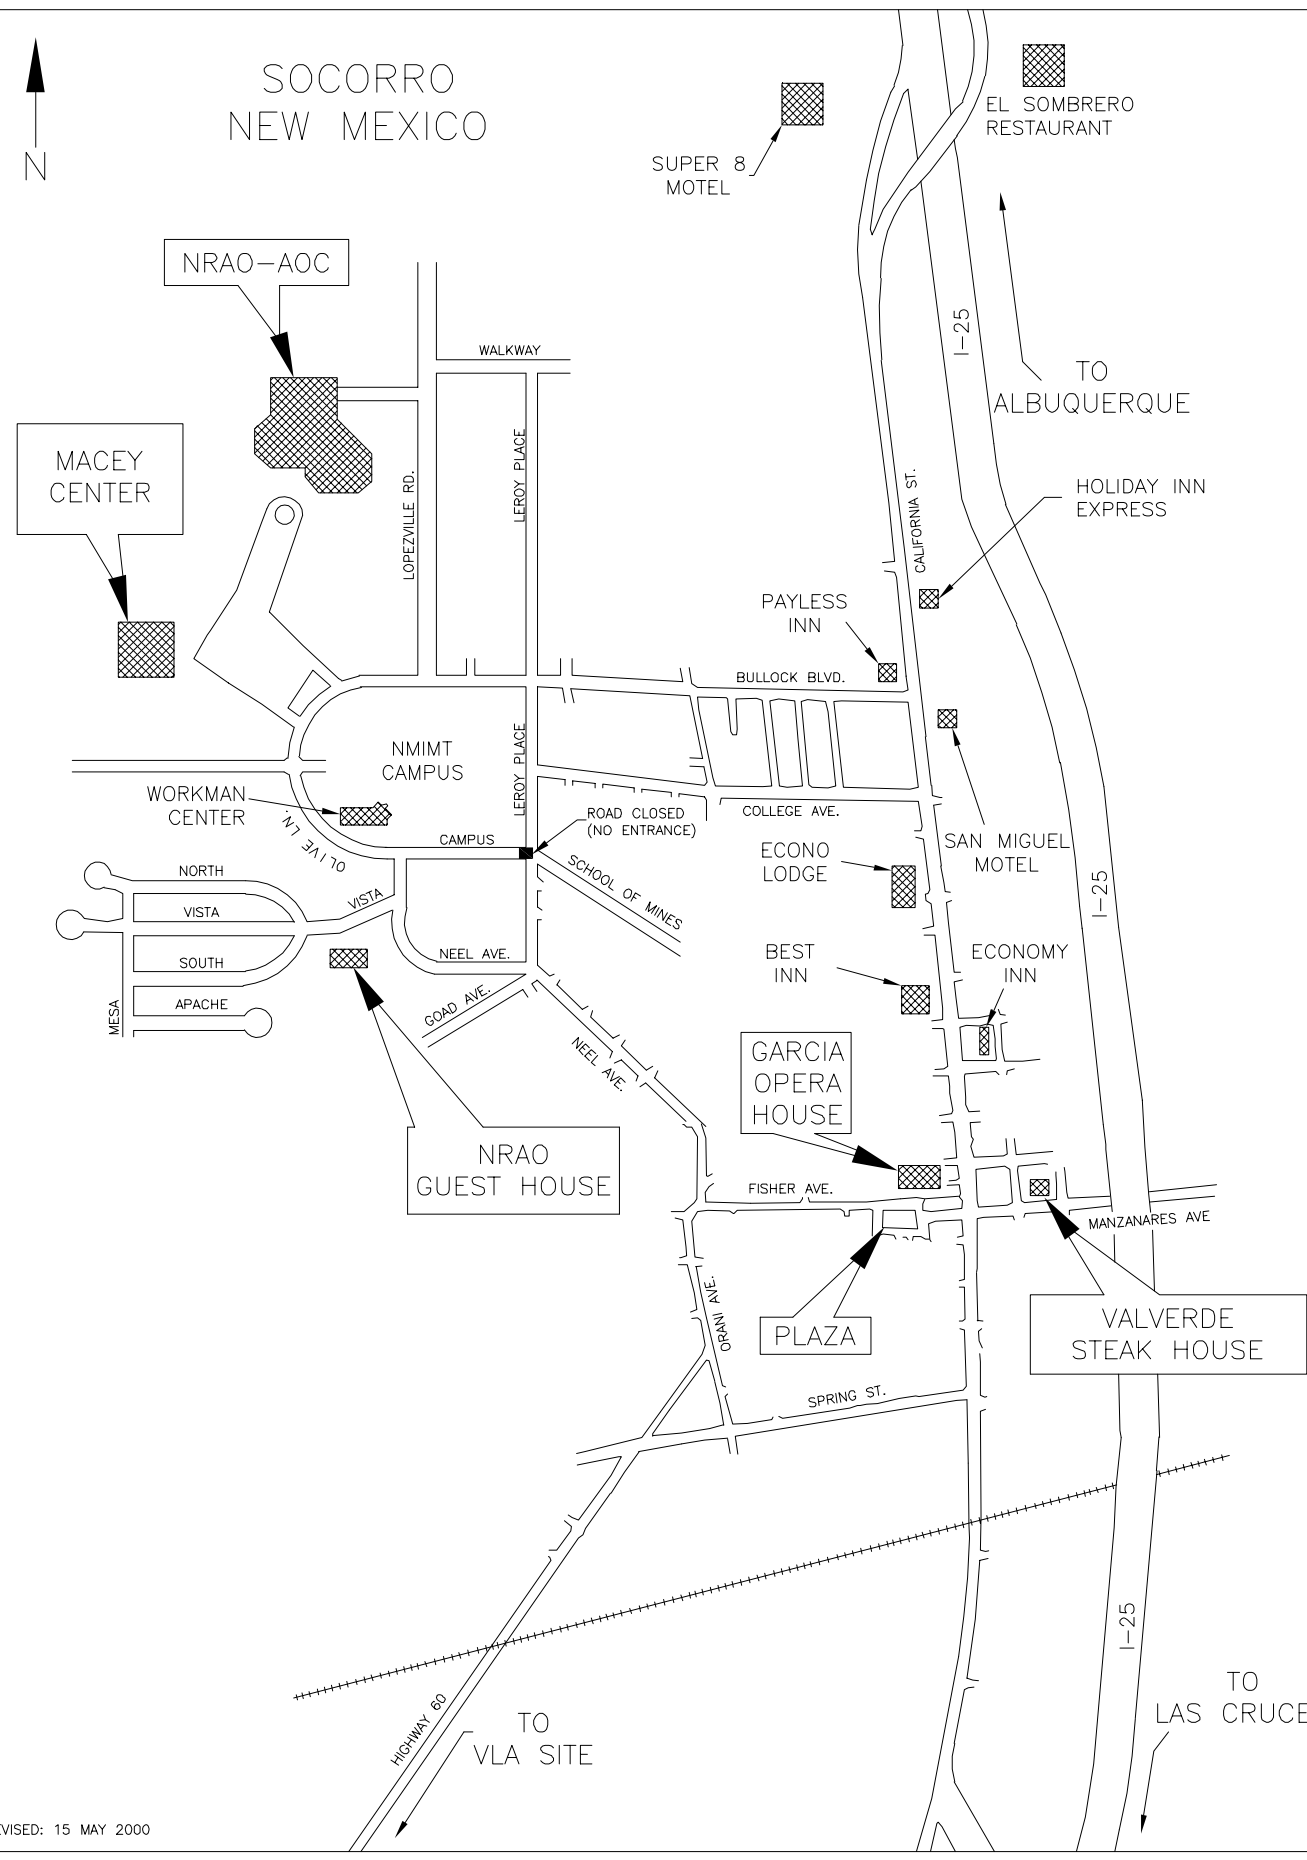 SOCORRO
NEW MEXICO
N
EL SOMBRERO
RESTAURANT
SUPER 8
MOTEL
NRAO-AOC
I-25
WALKWAY
TO
ALBUQUERQUE
MACEY
CENTER
LOPEZVILLE RD.
LEROY PLACE
CALIFORNIA ST.
HOLIDAY INN
EXPRESS
PAYLESS
INN
BULLOCK BLVD.
NMIMT
CAMPUS
LEROY PLACE
WORKMAN
CENTER
OLIVE LN.
CAMPUS
ROAD CLOSED
(NO ENTRANCE)
COLLEGE AVE.
SAN MIGUEL
MOTEL
ECONO
LODGE
SCHOOL OF MINES
I-25
NORTH
VISTA
VISTA
SOUTH
APACHE
MESA
NEEL AVE.
GOAD AVE.
NEEL AVE.
BEST
INN
ECONOMY
INN
GARCIA
OPERA
HOUSE
NRAO
GUEST HOUSE
FISHER AVE.
MANZANARES AVE
ORANI AVE.
PLAZA
VALVERDE
STEAK HOUSE
SPRING ST.
I-25
HIGHWAY 60
TO
VLA SITE
TO
LAS CRUCE
VISED: 15 MAY 2000